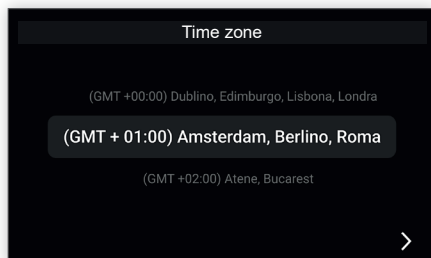 Time zone
(GMT +00:00) Dublino, Edimburgo, Lisbona, Londra
(GMT + 01:00) Amsterdam, Berlino, Roma
(GMT +02:00) Atene, Bucarest